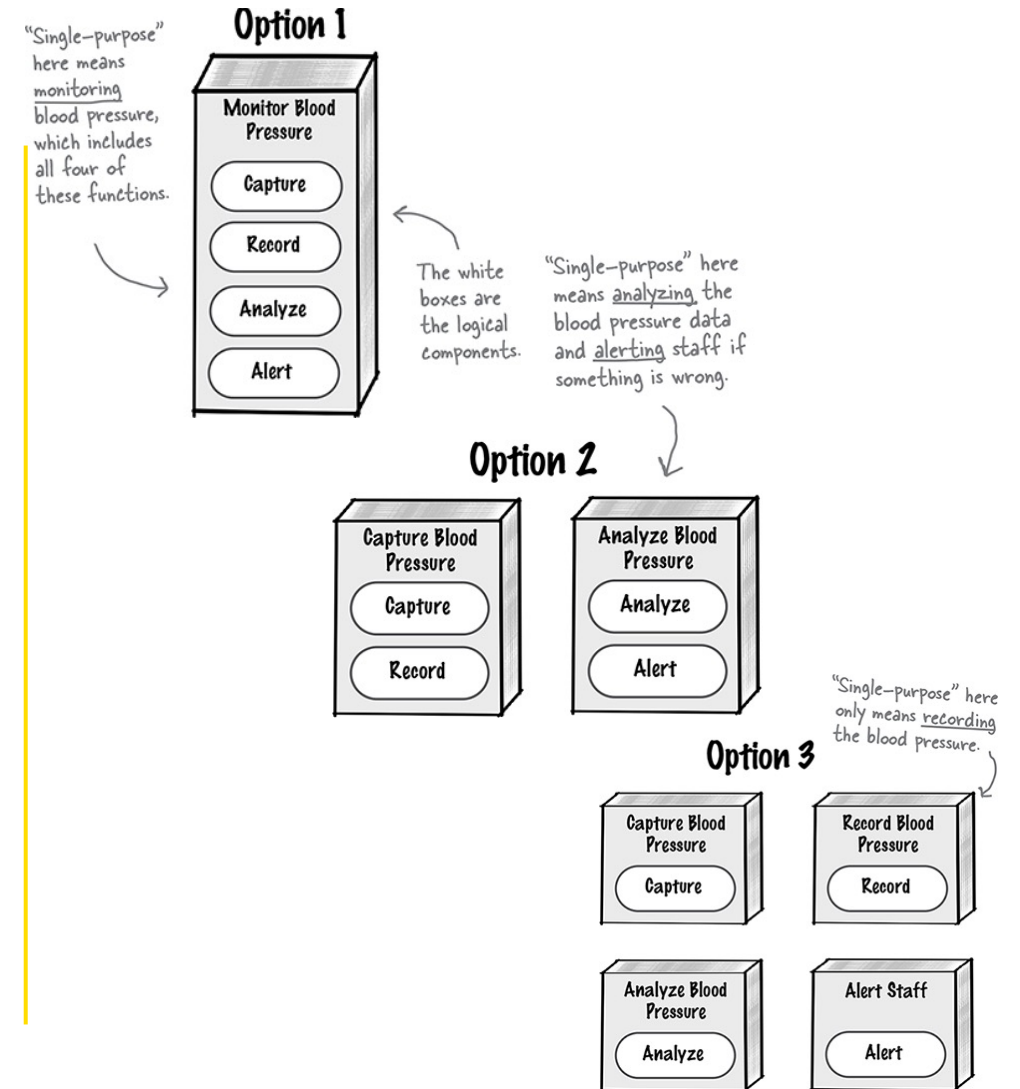 Option 1
“Single-purpose”
here means
monitoring
blood pressure,
which includes
all four of
these functions.
Monitor Blood
Pressure
Capture
Record
Analyze
Alert
The white
boxes are
the logical
components.
“Single-purpose” here
means analyzing the
blood pressure data
and alerting staff if
something is wrong.
Option 2
Capture Blood
Pressure
Capture
Record
Analyze Blood
Pressure
Analyze
Alert
“Single-purpose” here
only means recording
the blood pressure.
Option 3
Capture Blood
Pressure
Capture
Record Blood
Pressure
Record
Analyze Blood
Pressure
Analyze
Alert Staff
Alert